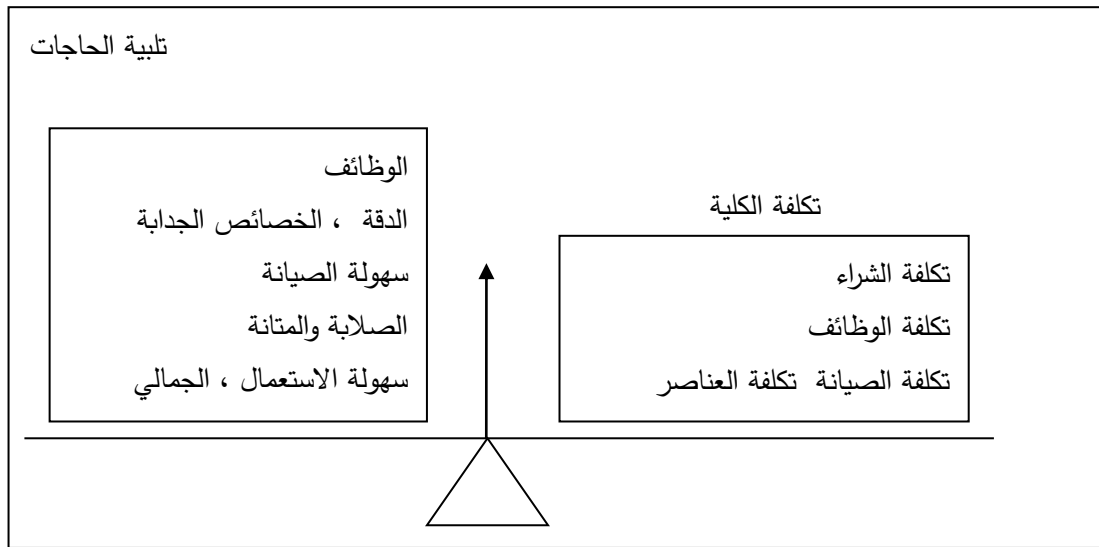 تلبية الحاجات
الوظائف
الدقة ، الخصائص الجدابة
سهولة الصيانة
الصلابة والمتانة
سهولة الاستعمال ، الجمالي
تكلفة الكلية
تكلفة الشراء
تكلفة الوظائف
تكلفة الصيانة تكلفة العناصر